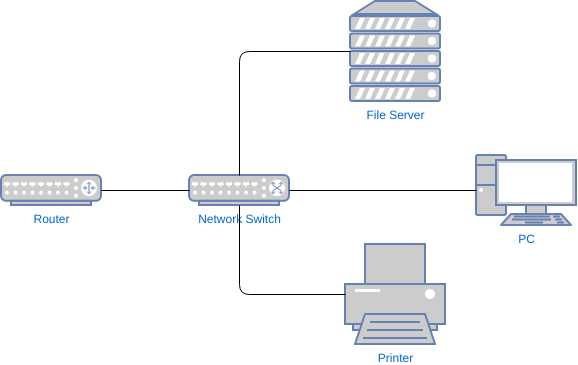 File Server
Router
Network Switch
PC
Printer